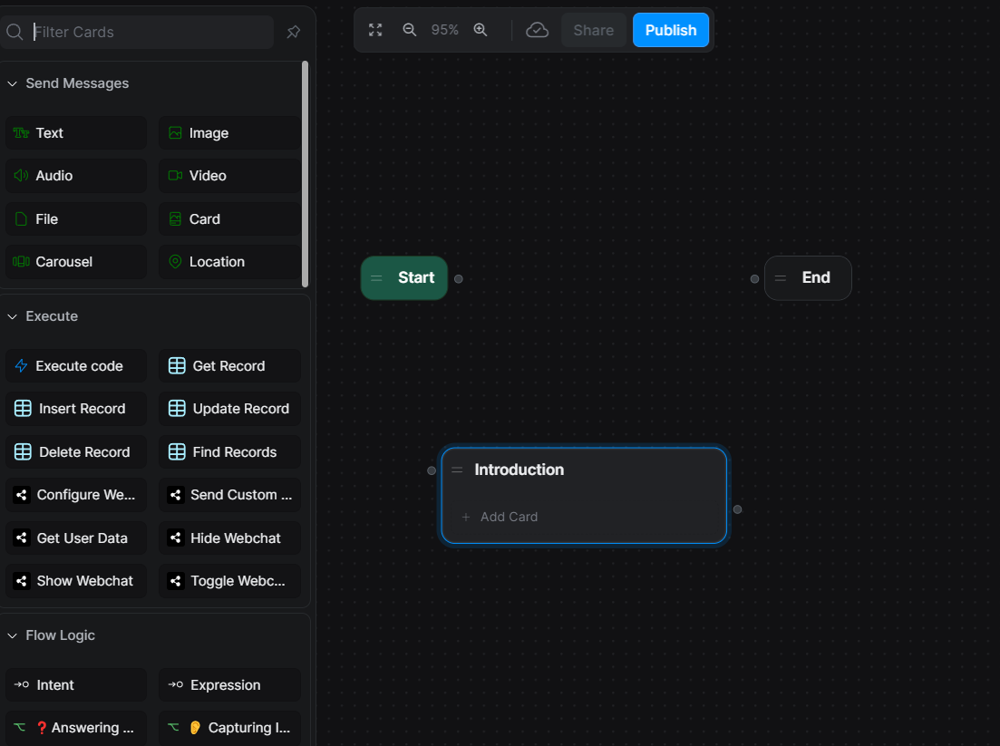 Filter Cards
95%
Share
Publish
Send Messages
Text
Image
Audio
Video
File
Card
Carousel
Location
Execute
Execute code
Get Record
Insert Record
Update Record
Delete Record
Find Records
Configure We...
Send Custom ...
Get User Data
Hide Webchat
Show Webchat
Toggle Webc...
Flow Logic
Intent
Expression
❓ Answering ...
👂 Capturing I...
Start
End
Introduction
+ Add Card